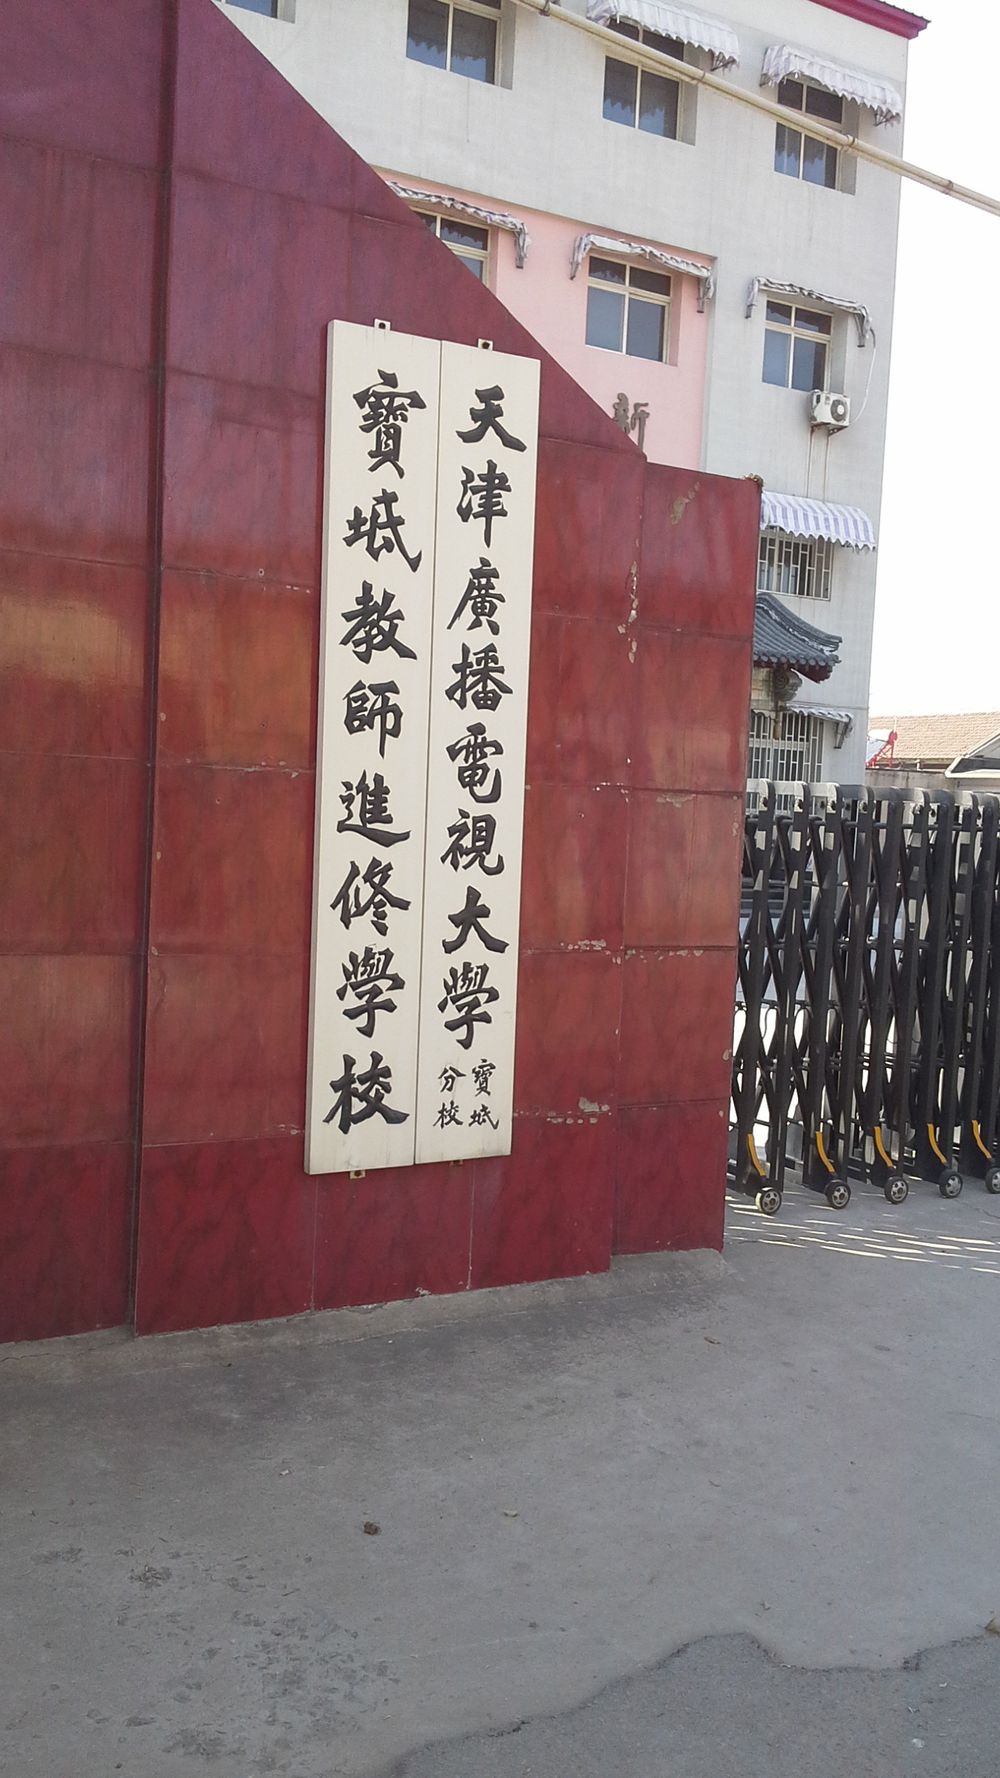 天津廣播電視大學寶坻分校
寶坻教師進修學校
新